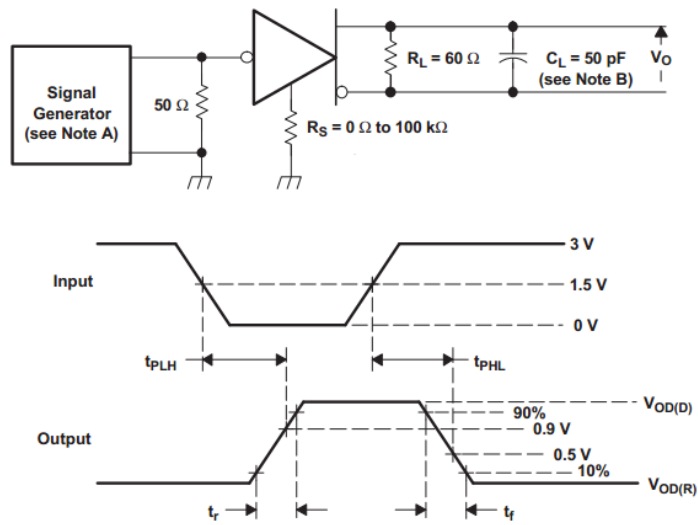 Signal
Generator
(see Note A)
50 Ω
RS = 0 Ω to 100 kΩ
RL = 60 Ω
CL = 50 pF
(see Note B)
VO
Input
3 V
1.5 V
0 V
tPLH
tPHL
Output
VOD(D)
90%
0.9 V
0.5 V
10%
VOD(R)
tr
tf